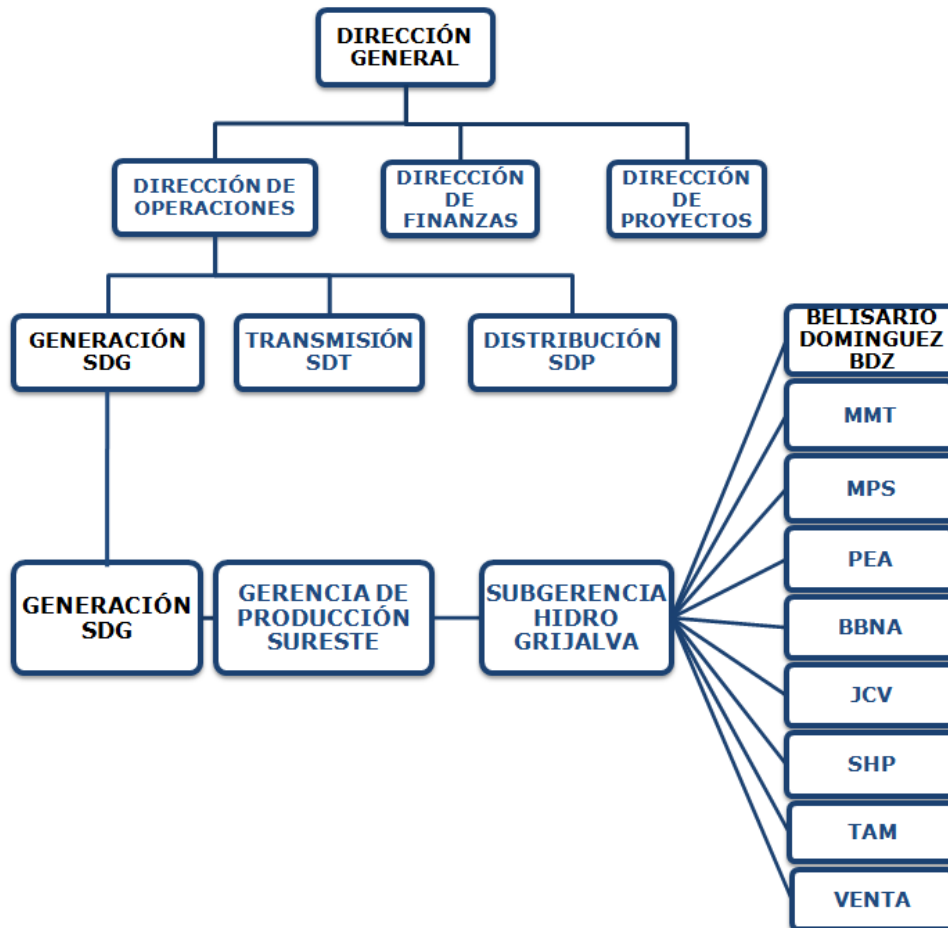 DIRECCIÓN
GENERAL
DIRECCIÓN DE
OPERACIONES
DIRECCIÓN
DE
FINANZAS
DIRECCIÓN
DE
PROYECTOS
GENERACIÓN
SDG
TRANSMISIÓN
SDT
DISTRIBUCIÓN
SDP
GENERACIÓN
SDG
GERENCIA DE
PRODUCCIÓN
SURESTE
SUBGERENCIA
HIDRO
GRIJALVA
BELISARIO
DOMINGUEZ
BDZ
MMT
MPS
PEA
BBNA
JCV
SHP
TAM
VENTA